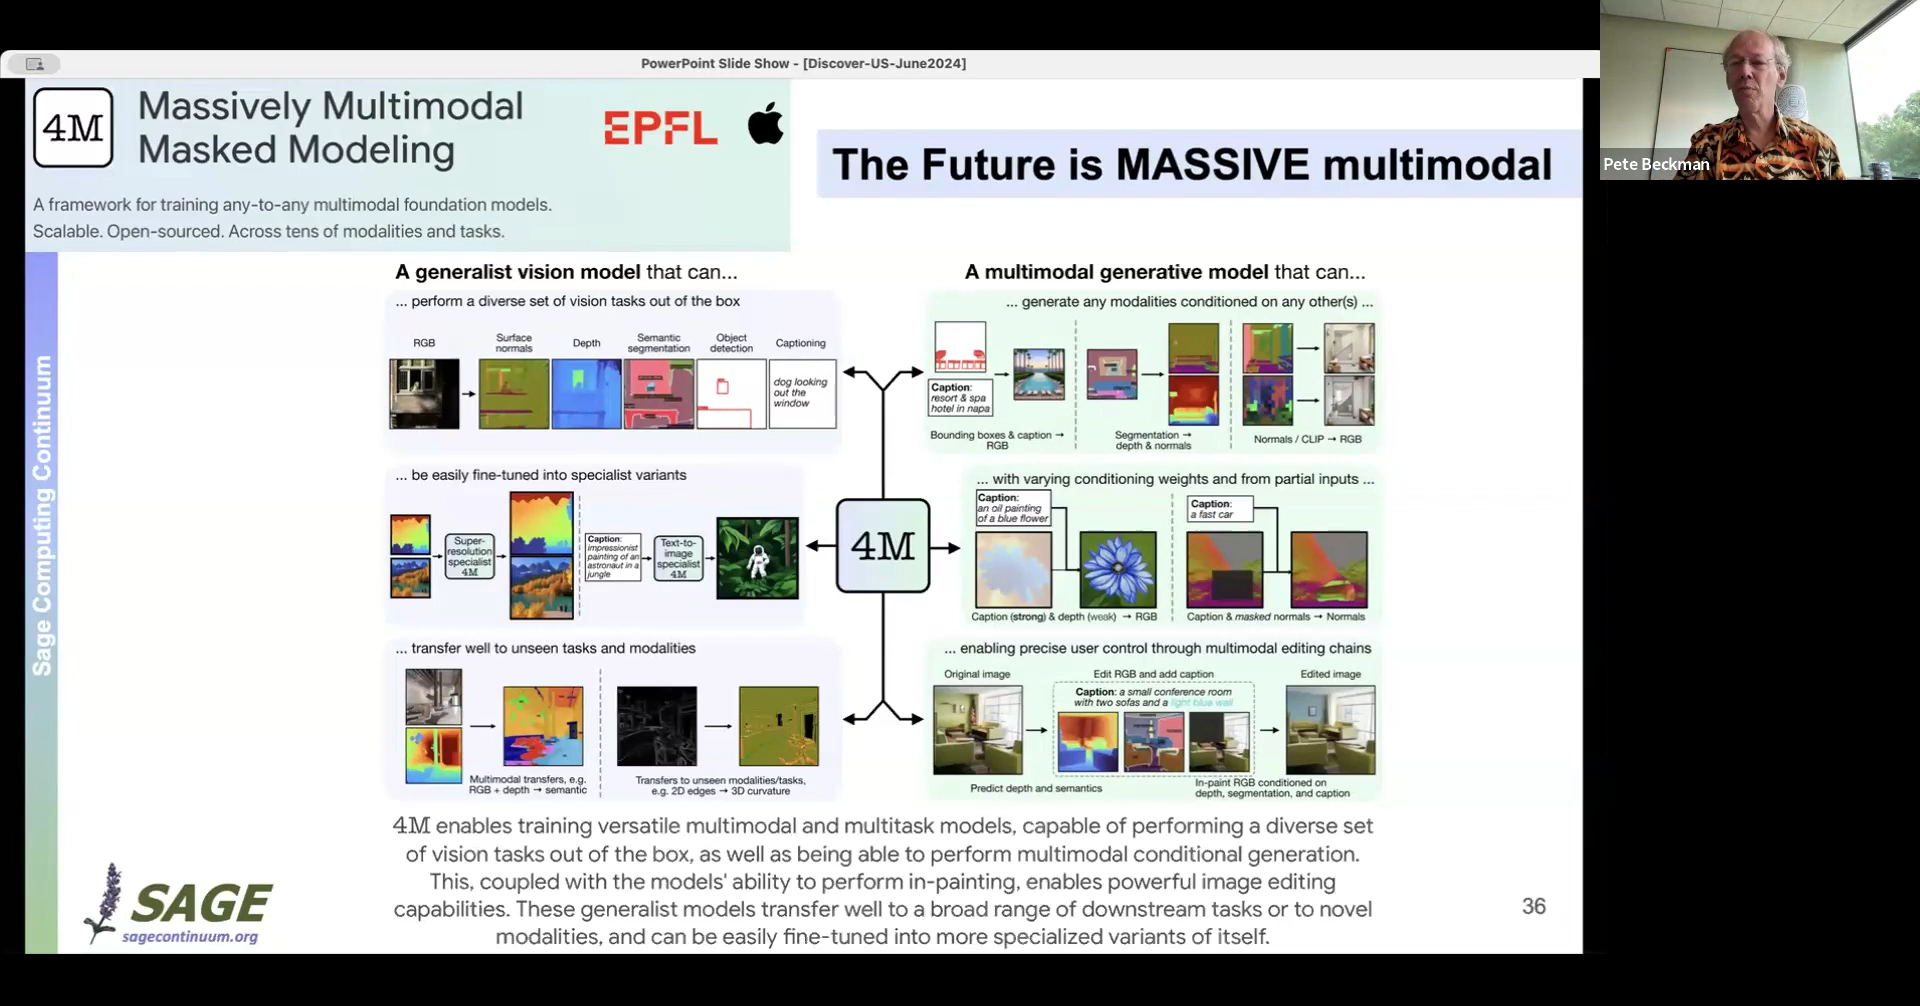 PowerPoint Slide Show - [Discover-US-June2024]
4M
Massively Multimodal
Masked Modeling
EPFL
A framework for training any-to-any multimodal foundation models.
Scalable. Open-sourced. Across tens of modalities and tasks.
The Future is MASSIVE multimodal
Pete Beckman
Sage Computing Continuum
A generalist vision model that can...
... perform a diverse set of vision tasks out of the box
RGB
Surface
normals
Depth
Semantic
segmentation
Object
detection
Captioning
dog looking
out the
window
... be easily fine-tuned into specialist variants
Super-
resolution
specialist
4M
Caption:
impressionist
painting of an
astronaut in a
jungle
Text-to-
image
specialist
4M
... transfer well to unseen tasks and modalities
Multimodal transfers, e.g.
RGB + depth → semantic
Transfers to unseen modalities/tasks,
e.g. 2D edges → 3D curvature
4M
A multimodal generative model that can...
... generate any modalities conditioned on any other(s) ...
Caption:
resort & spa
hotel in napa
Bounding boxes & caption →
RGB
Segmentation →
depth & normals
Normals / CLIP → RGB
... with varying conditioning weights and from partial inputs ...
Caption:
an oil painting
of a blue flower
Caption (strong) & depth (weak) → RGB
Caption:
a fast car
Caption & masked normals → Normals
... enabling precise user control through multimodal editing chains
Original image
Edit RGB and add caption
Edited image
Caption: a small conference room
with two sofas and a light blue wall
Predict depth and semantics
In-paint RGB conditioned on
depth, segmentation, and caption
4M enables training versatile multimodal and multitask models, capable of performing a diverse set
of vision tasks out of the box, as well as being able to perform multimodal conditional generation.
This, coupled with the models' ability to perform in-painting, enables powerful image editing
capabilities. These generalist models transfer well to a broad range of downstream tasks or to novel
modalities, and can be easily fine-tuned into more specialized variants of itself.
SAGE
sagecontinuum.org
36